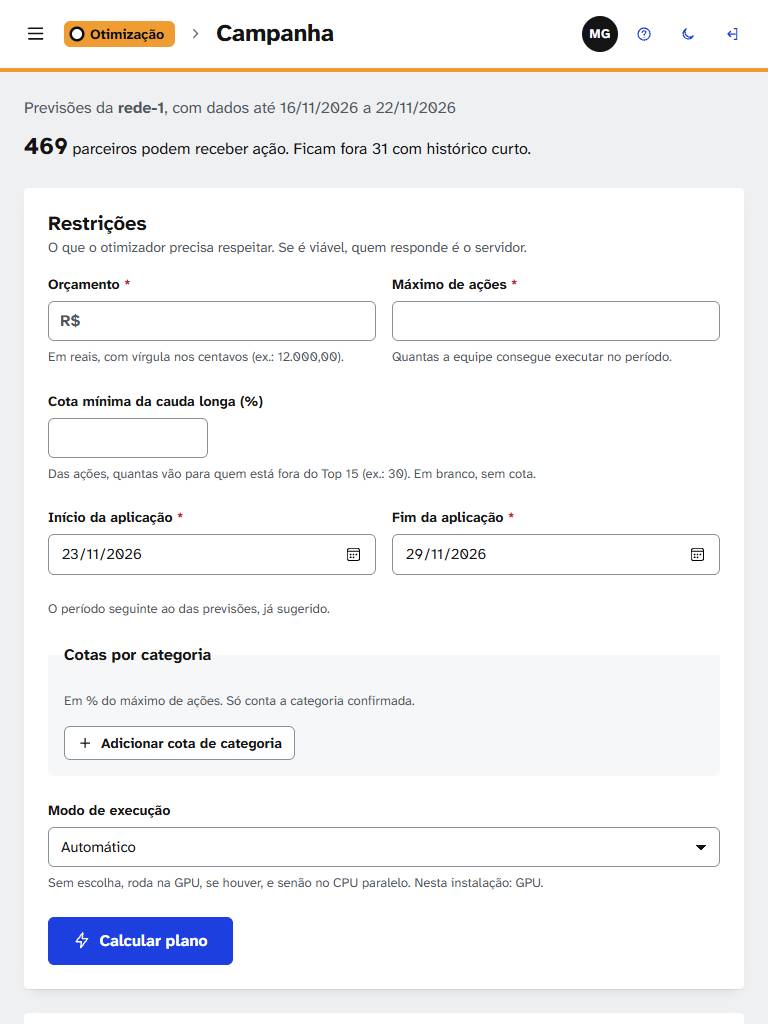 Otimização
Campanha
MG
Previsões da rede-1, com dados até 16/11/2026 a 22/11/2026
469 parceiros podem receber ação. Ficam fora 31 com histórico curto.
Restrições
O que o otimizador precisa respeitar. Se é viável, quem responde é o servidor.
Orçamento * Máximo de ações *
R$
Em reais, com vírgula nos centavos (ex.: 12.000,00). Quantas a equipe consegue executar no período.
Cota mínima da cauda longa (%)
Das ações, quantas vão para quem está fora do Top 15 (ex.: 30). Em branco, sem cota.
Início da aplicação * Fim da aplicação *
23/11/2026 29/11/2026
O período seguinte ao das previsões, já sugerido.
Cotas por categoria
Em % do máximo de ações. Só conta a categoria confirmada.
Adicionar cota de categoria
Modo de execução
Automático
Sem escolha, roda na GPU, se houver, e senão no CPU paralelo. Nesta instalação: GPU.
Calcular plano